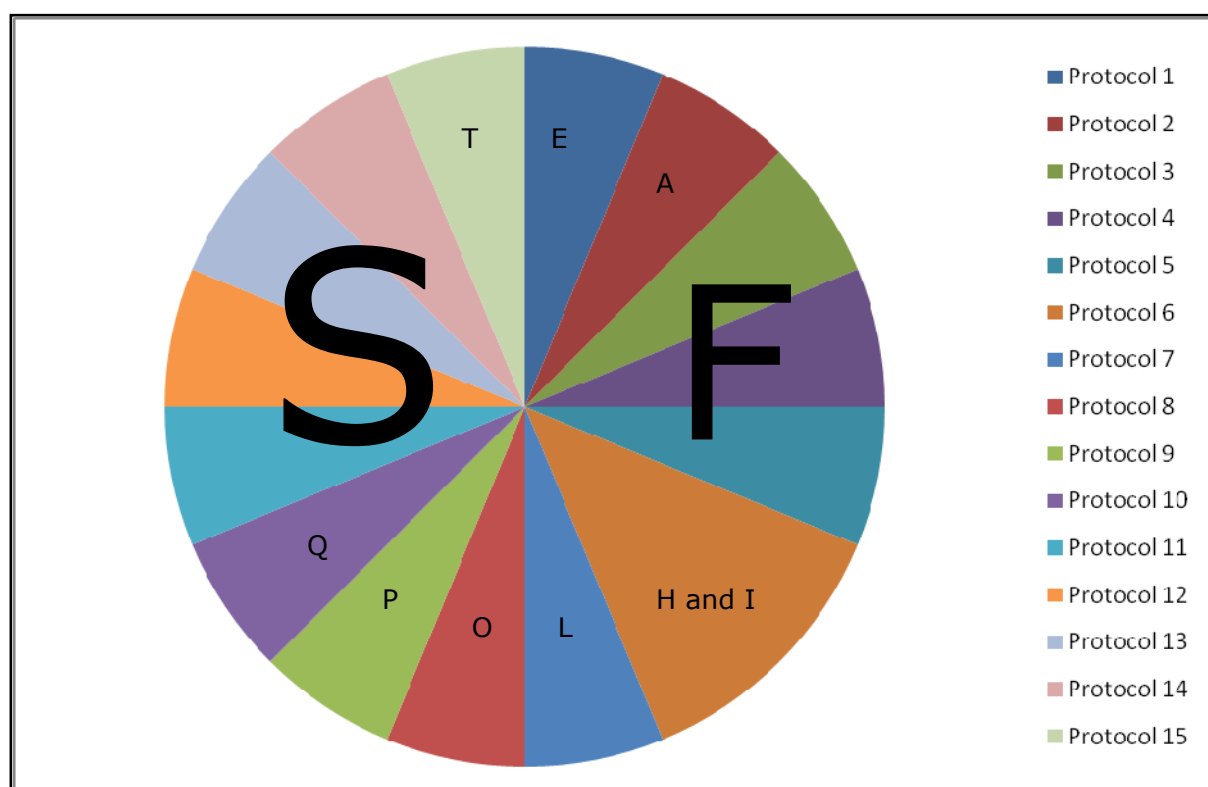 T
E
A
S
F
Q
P
O
L
H and I
Protocol 1
Protocol 2
Protocol 3
Protocol 4
Protocol 5
Protocol 6
Protocol 7
Protocol 8
Protocol 9
Protocol 10
Protocol 11
Protocol 12
Protocol 13
Protocol 14
Protocol 15